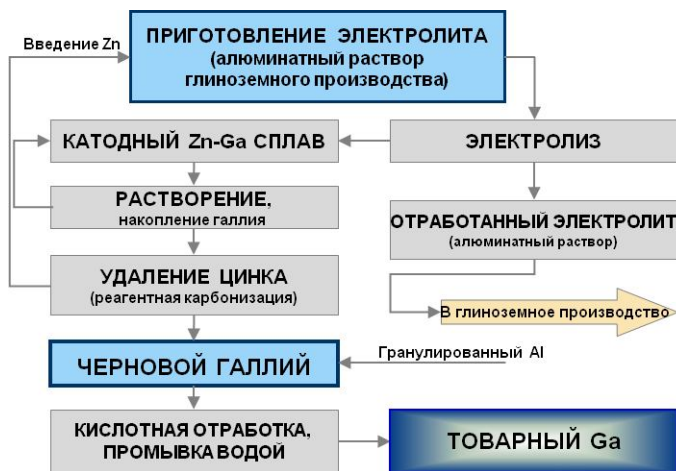 Введение Zn
ПРИГОТОВЛЕНИЕ ЭЛЕКТРОЛИТА
(алюминатный раствор
глиноземного производства)
КАТОДНЫЙ Zn-Ga СПЛАВ
ЭЛЕКТРОЛИЗ
РАСТВОРЕНИЕ,
накопление галлия
ОТРАБОТАННЫЙ ЭЛЕКТРОЛИТ
(алюминатный раствор)
УДАЛЕНИЕ ЦИНКА
(реагентная карбонизация)
В глиноземное производство
ЧЕРНОВОЙ ГАЛЛИЙ
Гранулированный Al
КИСЛОТНАЯ ОТРАБОТКА,
ПРОМЫВКА ВОДОЙ
ТОВАРНЫЙ Ga